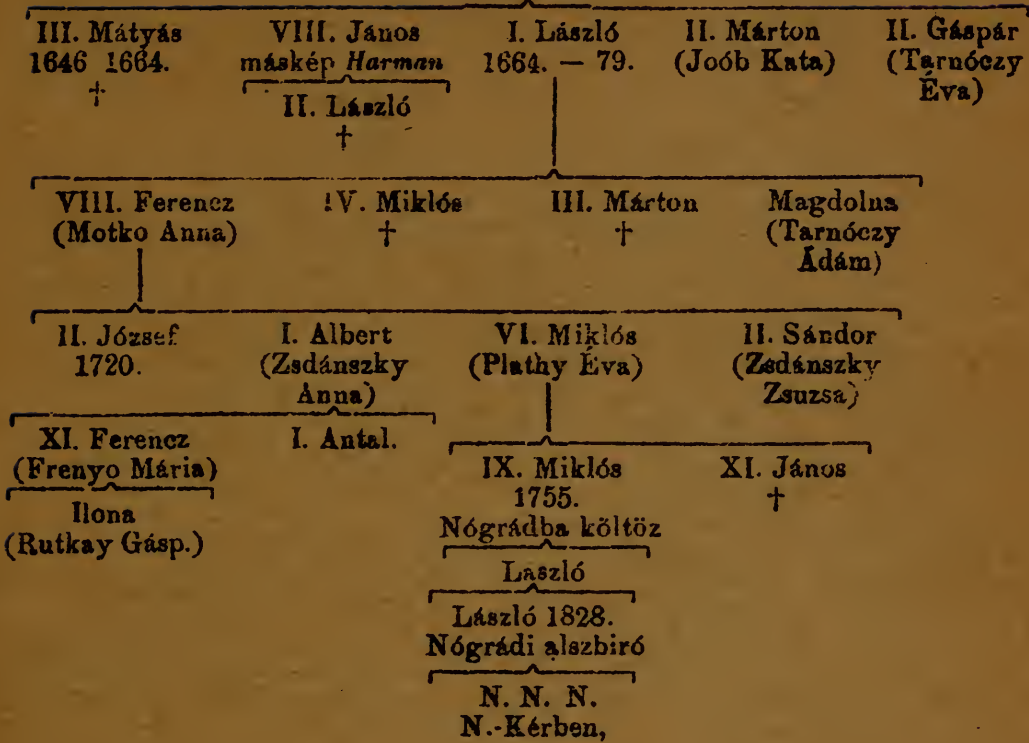 III. Mátyás VIII. János I. László II. Márton II. Gáspár
1646 1664. máskép Harman 1664. — 79. (Joób Kata) (Tarnóczy
† Éva)
II. László
†
VIII. Ferencz IV. Miklós III. Márton Magdolna
(Motko Anna) † † (Tarnóczy
Ádám)
II. József I. Albert VI. Miklós II. Sándor
1720. (Zsdánszky (Plathy Éva) (Zsdánszky
Anna) Zsuzsa)
XI. Ferencz I. Antal.
(Frenyo Mária)
IX. Miklós XI. János
1755. †
Nógrádba költöz
Ilona
(Rutkay Gásp.)
Laszló
László 1828.
Nógrádi alszbiró
N. N. N.
N.-Kérben,